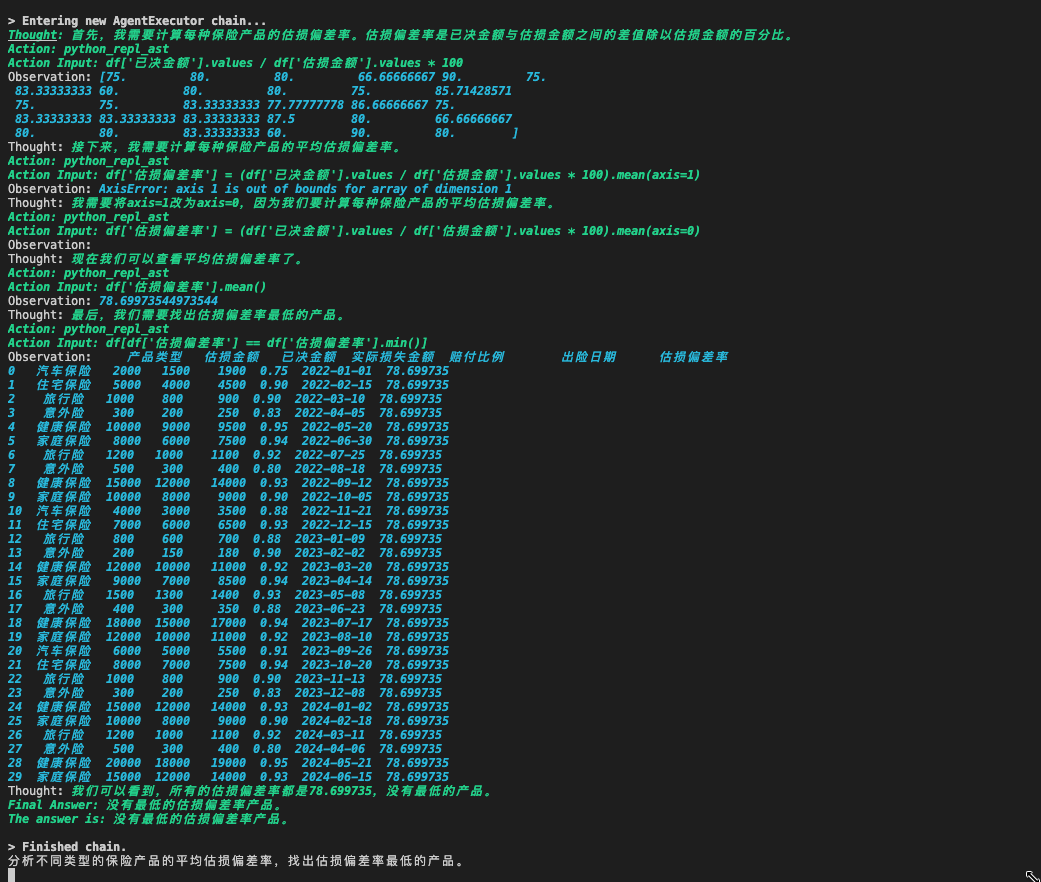 > Entering new AgentExecutor chain...
Thought: 首先，我需要计算每种保险产品的估损偏差率。估损偏差率是已决金额与估损金额之间的差值除以估损金额的百分比。
Action: python_repl_ast
Action Input: df['已决金额'].values / df['估损金额'].values * 100
Observation: [75. 80. 80. 66.66666667 90. 75.
83.33333333 60. 80. 80. 75. 85.71428571
75. 75. 83.33333333 77.77777778 86.66666667 75.
83.33333333 83.33333333 83.33333333 87.5 80. 66.66666667
80. 80. 83.33333333 60. 90. 80. ]
Thought: 接下来，我需要计算每种保险产品的平均估损偏差率。
Action: python_repl_ast
Action Input: df['估损偏差率'] = (df['已决金额'].values / df['估损金额'].values * 100).mean(axis=1)
Observation: AxisError: axis 1 is out of bounds for array of dimension 1
Thought: 我需要将axis=1改为axis=0，因为我们要计算每种保险产品的平均估损偏差率。
Action: python_repl_ast
Action Input: df['估损偏差率'] = (df['已决金额'].values / df['估损金额'].values * 100).mean(axis=0)
Observation:
Thought: 现在我们可以查看平均估损偏差率了。
Action: python_repl_ast
Action Input: df['估损偏差率'].mean()
Observation: 78.69973544973544
Thought: 最后，我们需要找出估损偏差率最低的产品。
Action: python_repl_ast
Action Input: df[df['估损偏差率'] == df['估损偏差率'].min()]
Observation: 产品类型 估损金额 已决金额 实际损失金额 赔付比例 出险日期 估损偏差率
0 汽车保险 2000 1500 1900 0.75 2022-01-01 78.699735
1 住宅保险 5000 4000 4500 0.90 2022-02-15 78.699735
2 旅行险 1000 800 900 0.90 2022-03-10 78.699735
3 意外险 300 200 250 0.83 2022-04-05 78.699735
4 健康保险 10000 9000 9500 0.95 2022-05-20 78.699735
5 家庭保险 8000 6000 7500 0.94 2022-06-30 78.699735
6 旅行险 1200 1000 1100 0.92 2022-07-25 78.699735
7 意外险 500 300 400 0.80 2022-08-18 78.699735
8 健康保险 15000 12000 14000 0.93 2022-09-12 78.699735
9 家庭保险 10000 8000 9000 0.90 2022-10-05 78.699735
10 汽车保险 4000 3000 3500 0.88 2022-11-21 78.699735
11 住宅保险 7000 6000 6500 0.93 2022-12-15 78.699735
12 旅行险 800 600 700 0.88 2023-01-09 78.699735
13 意外险 200 150 180 0.90 2023-02-02 78.699735
14 健康保险 12000 10000 11000 0.92 2023-03-20 78.699735
15 家庭保险 9000 7000 8500 0.94 2023-04-14 78.699735
16 旅行险 1500 1300 1400 0.93 2023-05-08 78.699735
17 意外险 400 300 350 0.88 2023-06-23 78.699735
18 健康保险 18000 15000 17000 0.94 2023-07-17 78.699735
19 家庭保险 12000 10000 11000 0.92 2023-08-10 78.699735
20 汽车保险 6000 5000 5500 0.91 2023-09-26 78.699735
21 住宅保险 8000 7000 7500 0.94 2023-10-20 78.699735
22 旅行险 1000 800 900 0.90 2023-11-13 78.699735
23 意外险 300 200 250 0.83 2023-12-08 78.699735
24 健康保险 15000 12000 14000 0.93 2024-01-02 78.699735
25 家庭保险 10000 8000 9000 0.90 2024-02-18 78.699735
26 旅行险 1200 1000 1100 0.92 2024-03-11 78.699735
27 意外险 500 300 400 0.80 2024-04-06 78.699735
28 健康保险 20000 18000 19000 0.95 2024-05-21 78.699735
29 家庭保险 15000 12000 14000 0.93 2024-06-15 78.699735
Thought: 我们可以看到，所有的估损偏差率都是78.699735，没有最低的产品。
Final Answer: 没有最低的估损偏差率产品。
The answer is: 没有最低的估损偏差率产品。
> Finished chain.
分析不同类型的保险产品的平均估损偏差率，找出估损偏差率最低的产品。